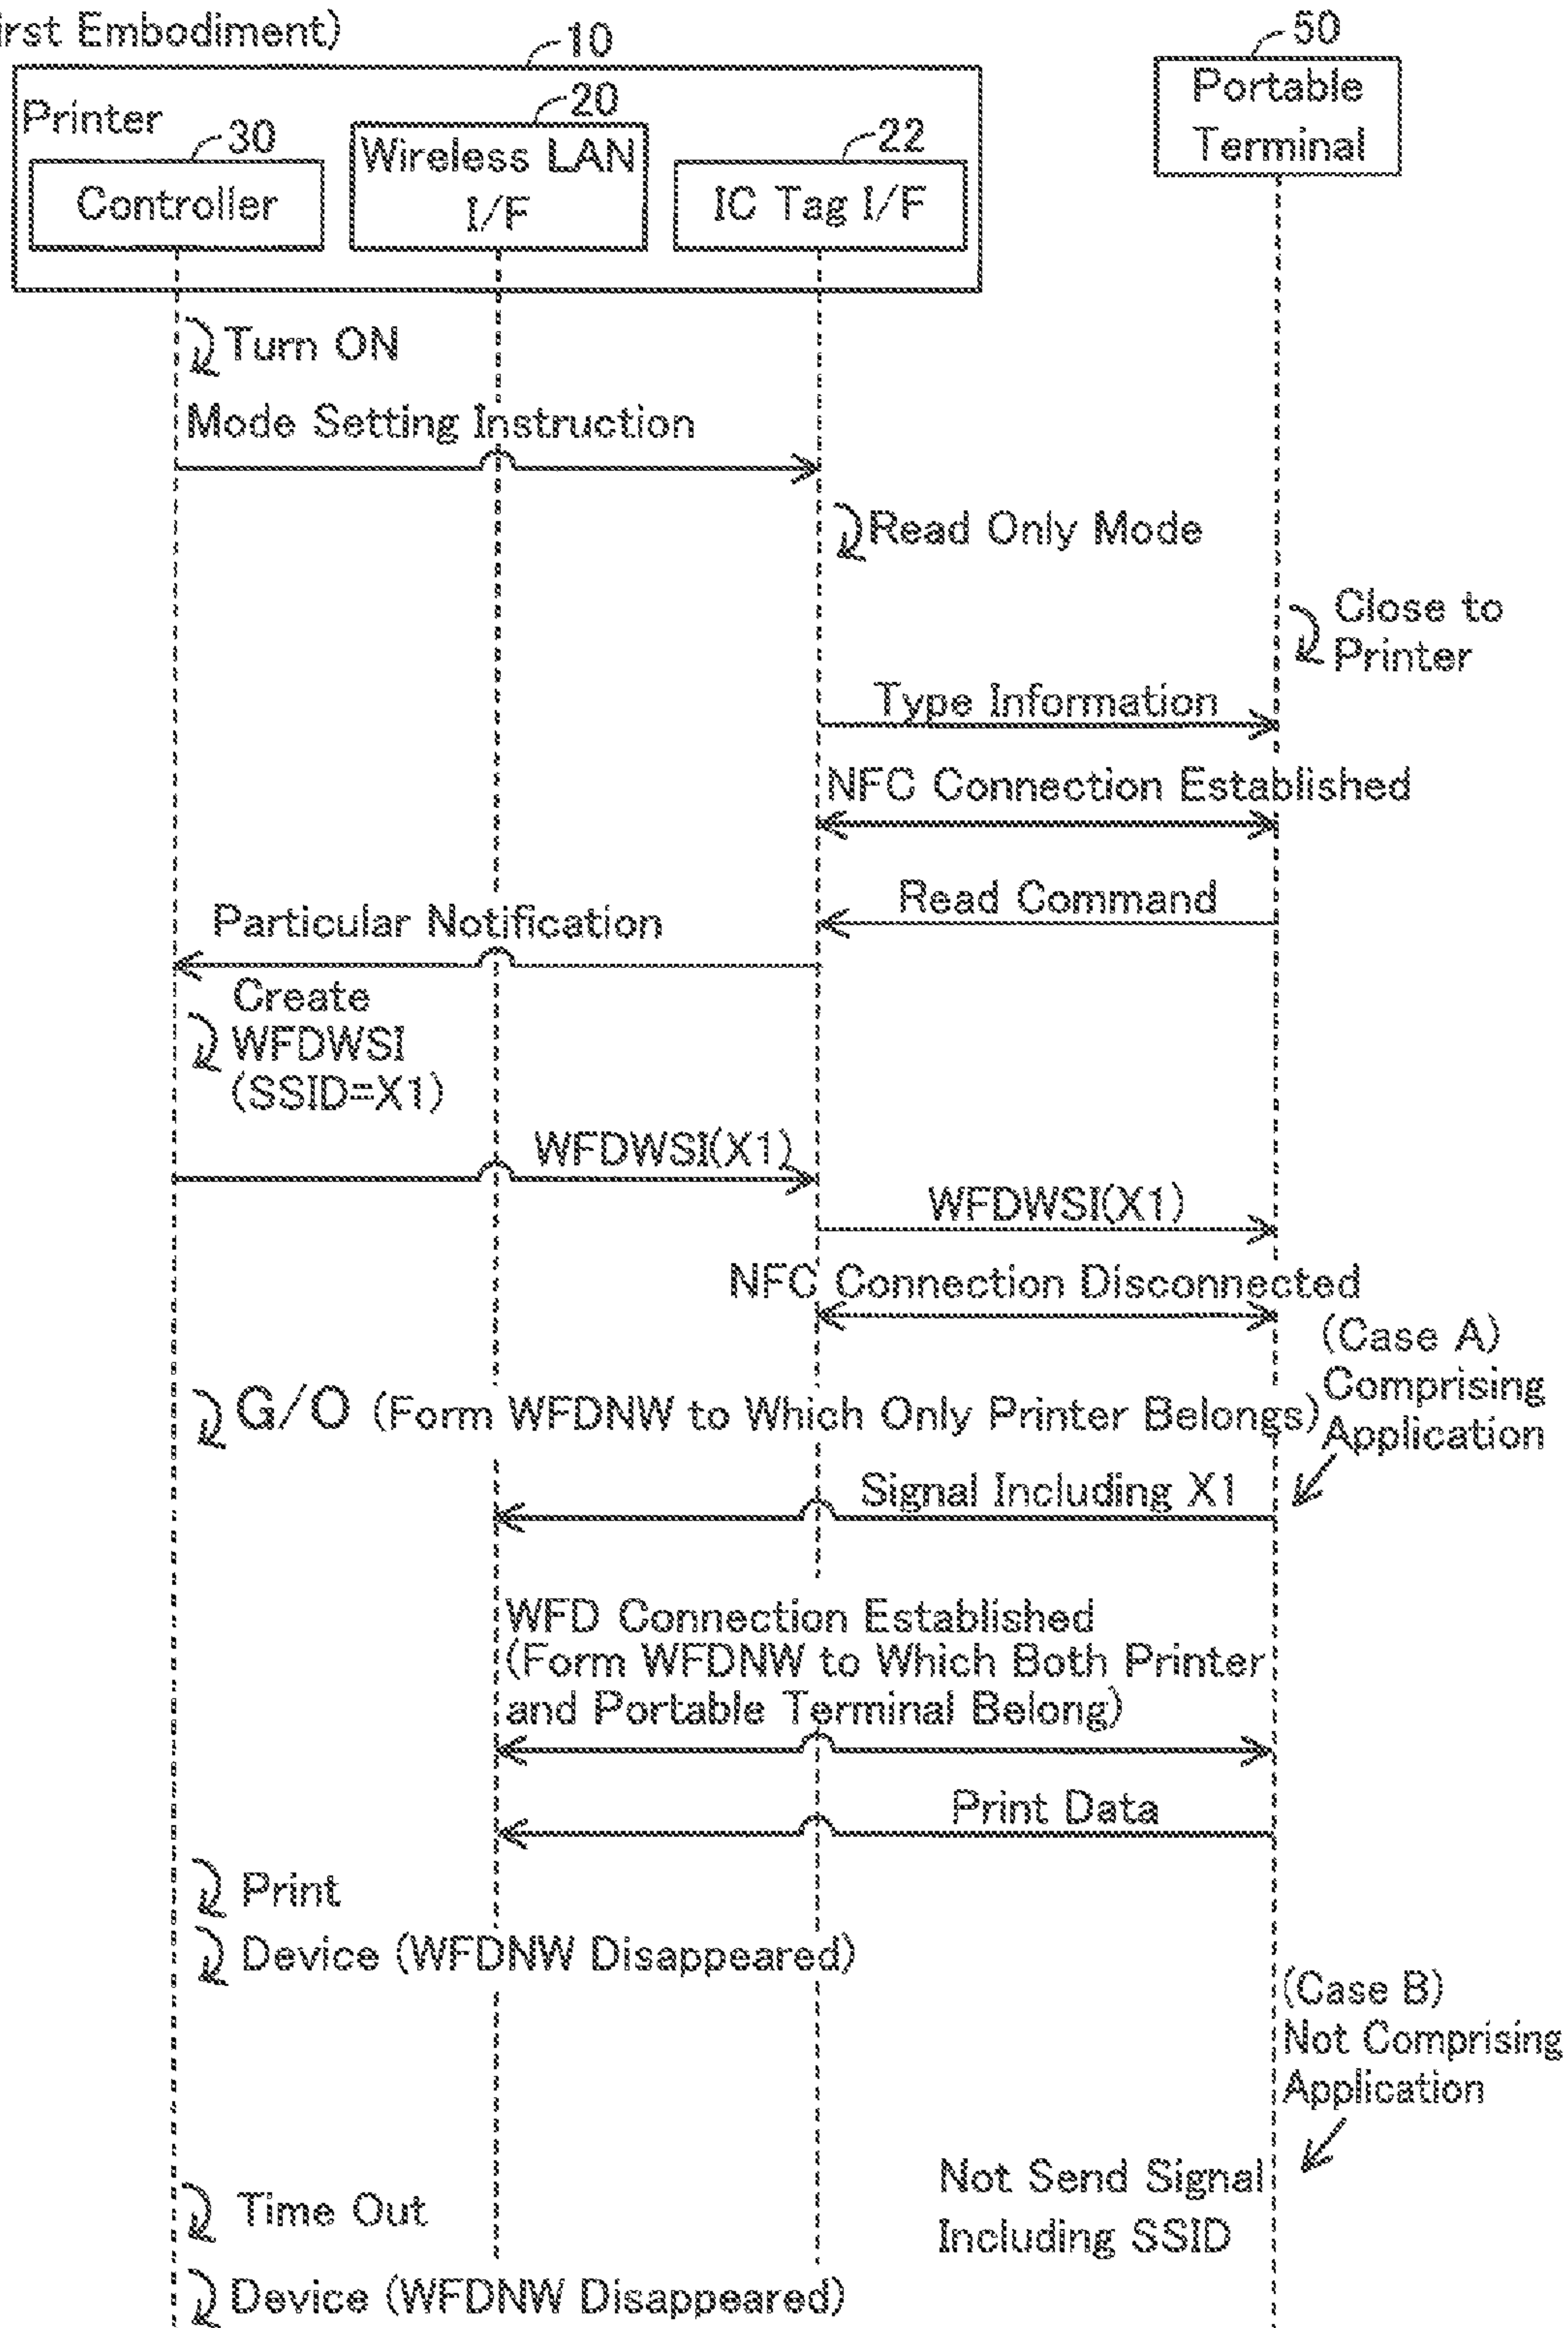 irst Embodiment)
10
50
Printer
20
Portable
Terminal
30
Wireless LAN
I/F
22
Controller
IC Tag I/F
Turn ON
Mode Setting Instruction
Read Only Mode
Close to
Printer
Type Information
NFC Connection Established
Read Command
Particular Notification
Create
WFDWSI
(SSID=X1)
WFDWSI(X1)
WFDWSI(X1)
NFC Connection Disconnected
(Case A)
Comprising
Application
G/O (Form WFDNW to Which Only Printer Belongs)
Signal Including X1
WFD Connection Established
(Form WFDNW to Which Both Printer
and Portable Terminal Belong)
Print Data
Print
Device (WFDNW Disappeared)
(Case B)
Not Comprising
Application
Not Send Signal
Including SSID
Time Out
Device (WFDNW Disappeared)